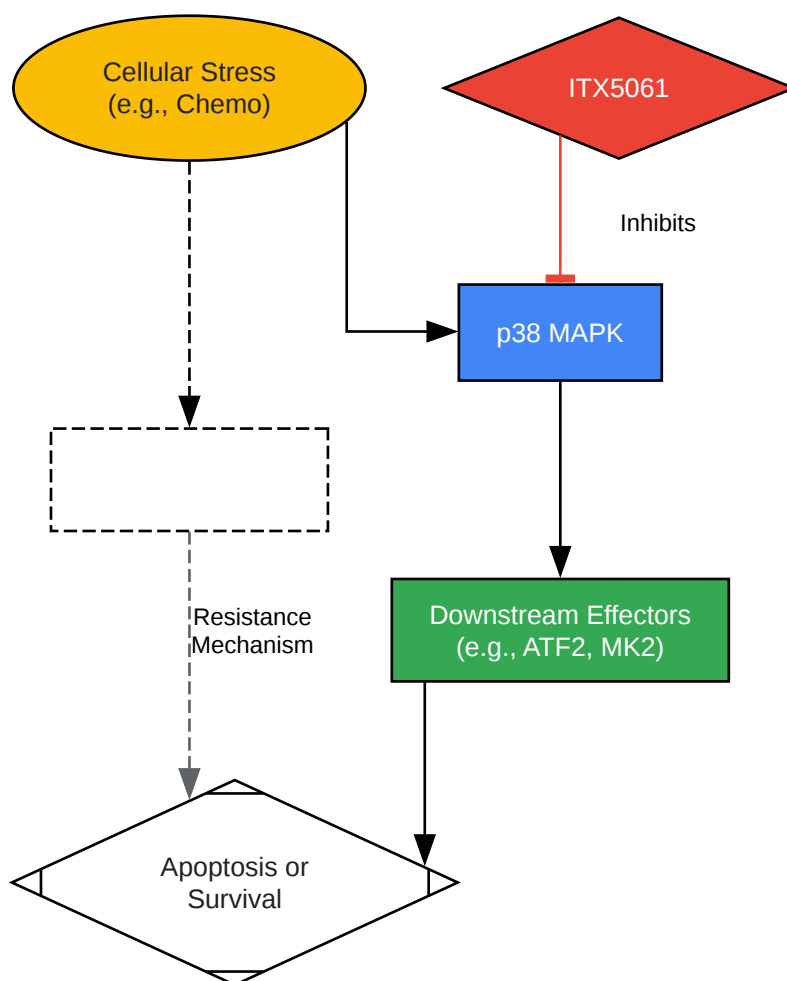 Cellular Stress
(e.g., Chemo)
ITX5061
Inhibits
p38 MAPK
Resistance
Mechanism
Downstream Effectors
(e.g., ATF2, MK2)
Apoptosis or
Survival